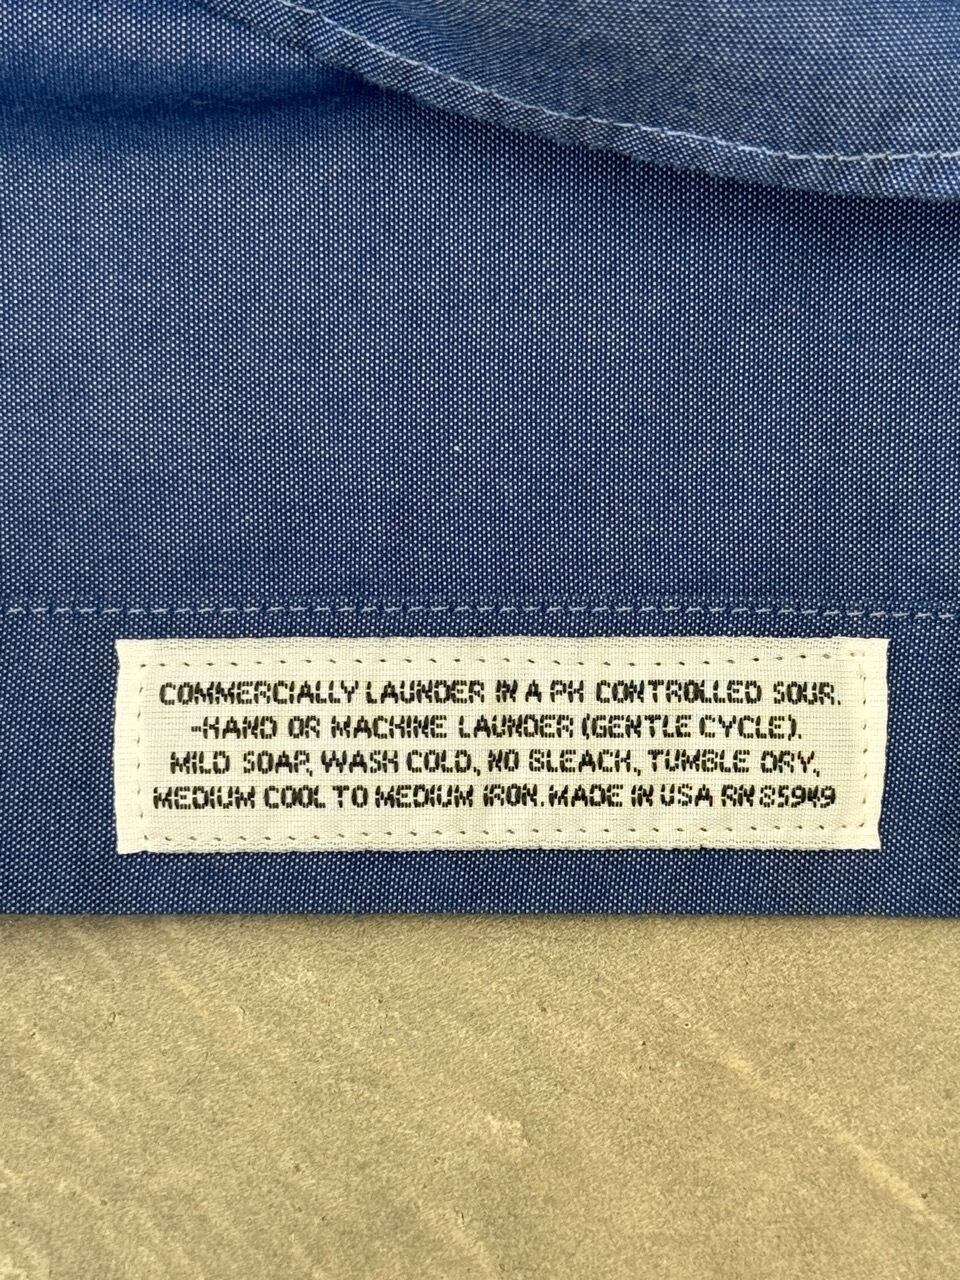 COMMERCIALLY LAUNDER IN A PH CONTROLLED SOUR.
-HAND OR MACHINE LAUNDER (GENTLE CYCLE).
MILD SOAP, WASH COLD, NO BLEACH, TUMBLE DRY,
MEDIUM COOL TO MEDIUM IRON. MADE IN USA RN 85949